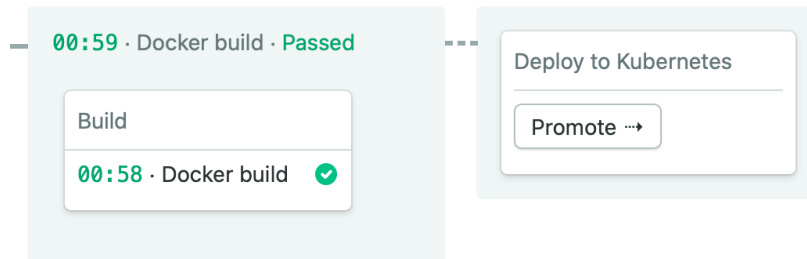 00:59 · Docker build · Passed
Build
00:58 · Docker build
Deploy to Kubernetes
Promote ⇢